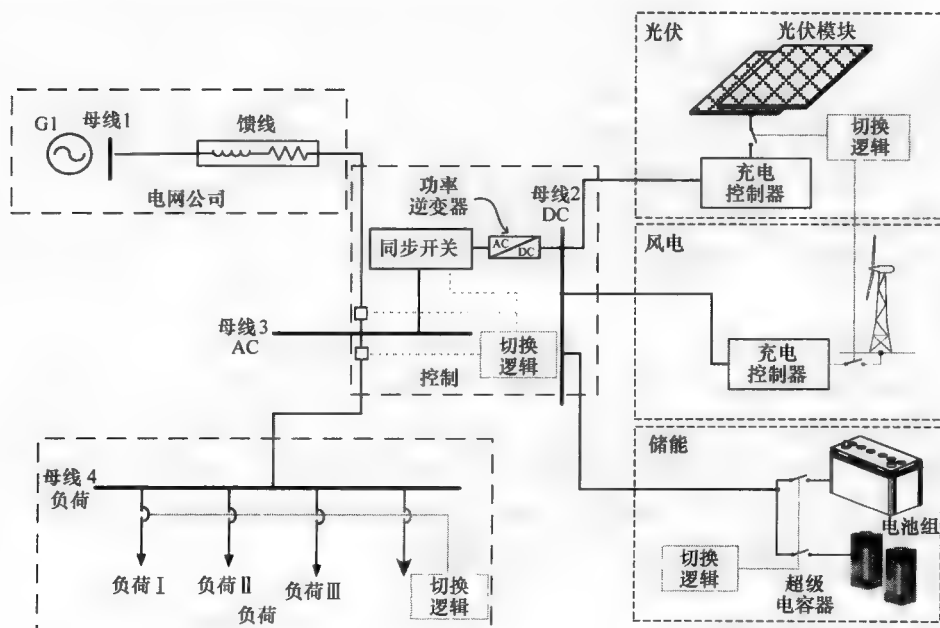 光伏
光伏模块
切换
逻辑
充电
控制器
G1
母线1
馈线
电网公司
功率
逆变器
母线2
DC
同步开关
AC
DC
母线3
AC
切换
逻辑
控制
风电
充电
控制器
储能
电池组
切换
逻辑
超级
电容器
母线4
负荷
负荷Ⅰ
负荷Ⅱ
负荷Ⅲ
切换
逻辑
负荷